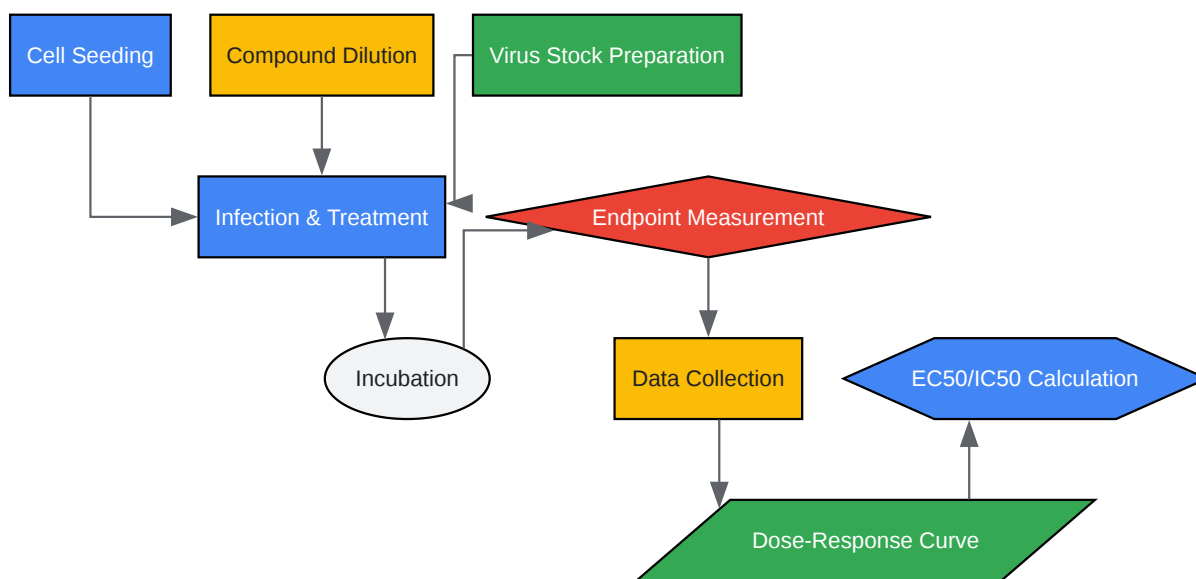 Cell Seeding
Compound Dilution
Virus Stock Preparation
Infection & Treatment
Endpoint Measurement
Incubation
Data Collection
EC50/IC50 Calculation
Dose-Response Curve